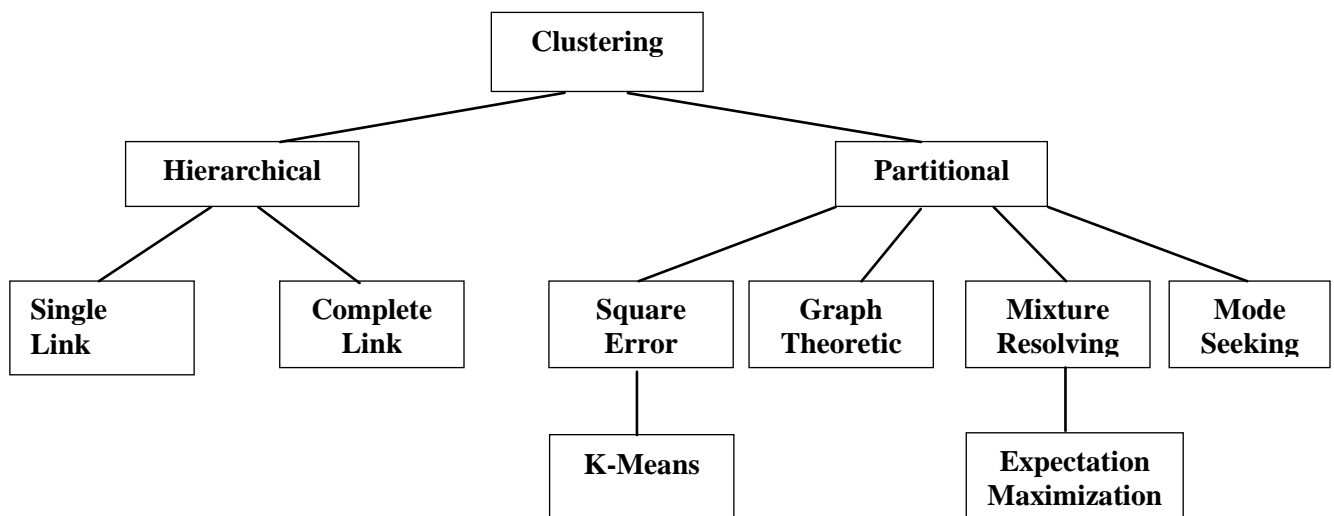 Clustering
Hierarchical
Partitional
Single
Link
Complete
Link
Square
Error
Graph
Theoretic
Mixture
Resolving
Mode
Seeking
K-Means
Expectation
Maximization